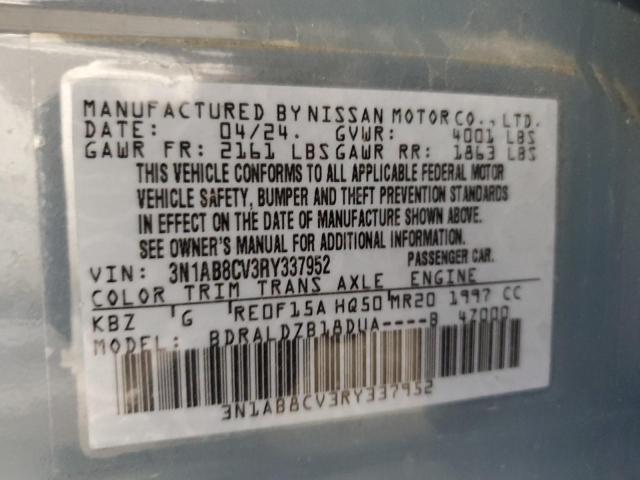 MANUFACTURED BY NISSAN MOTOR CO., LTD.
DATE: 04/24. GVWR: 4001 LBS
GAWR FR: 2161 LBS GAWR RR: 1863 LBS
THIS VEHICLE CONFORMS TO ALL APPLICABLE FEDERAL MOTOR
VEHICLE SAFETY, BUMPER AND THEFT PREVENTION STANDARDS
IN EFFECT ON THE DATE OF MANUFACTURE SHOWN ABOVE.
SEE OWNER'S MANUAL FOR ADDITIONAL INFORMATION.
VIN: 3N1AB8CV3RY337952 PASSENGER CAR.
COLOR TRIM TRANS AXLE ENGINE
KBZ G RE0F15A HQ50 MR20 1997 CC
MODEL: BDRALDZB18DUA----B 47000
3N1AB8CV3RY337952